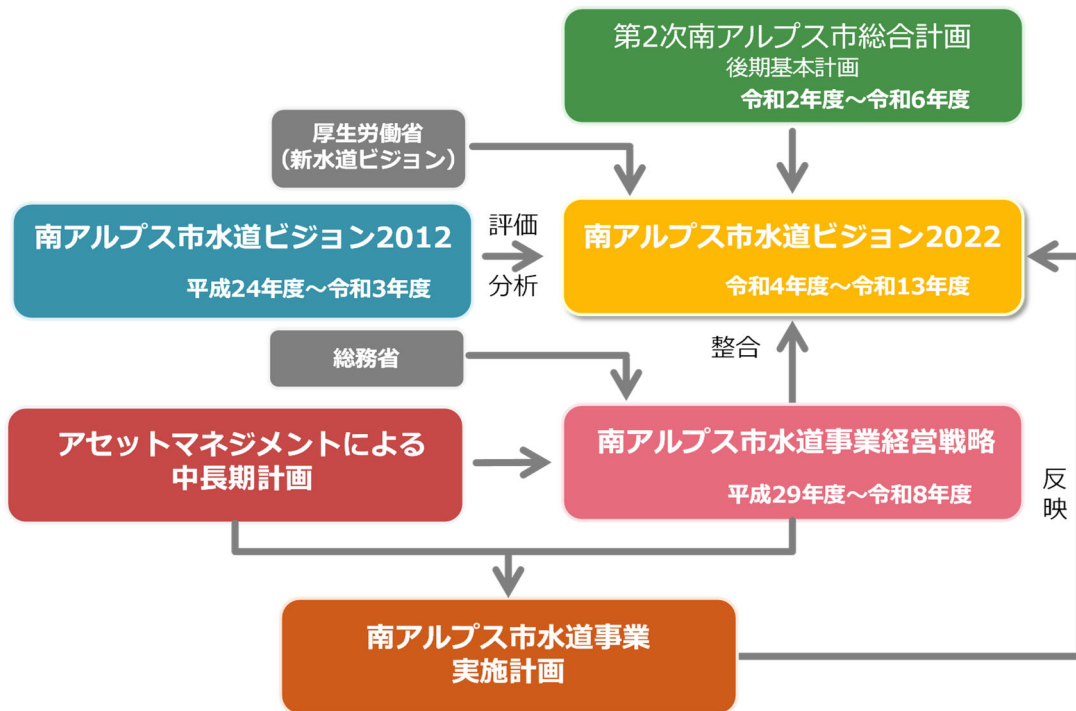 第2次南アルプス市総合計画
後期基本計画
令和2年度～令和6年度
厚生労働省
（新水道ビジョン）
南アルプス市水道ビジョン2012
平成24年度～令和3年度
評価
分析
南アルプス市水道ビジョン2022
令和4年度～令和13年度
総務省
整合
アセットマネジメントによる
中長期計画
南アルプス市水道事業経営戦略
平成29年度～令和8年度
反映
南アルプス市水道事業
実施計画